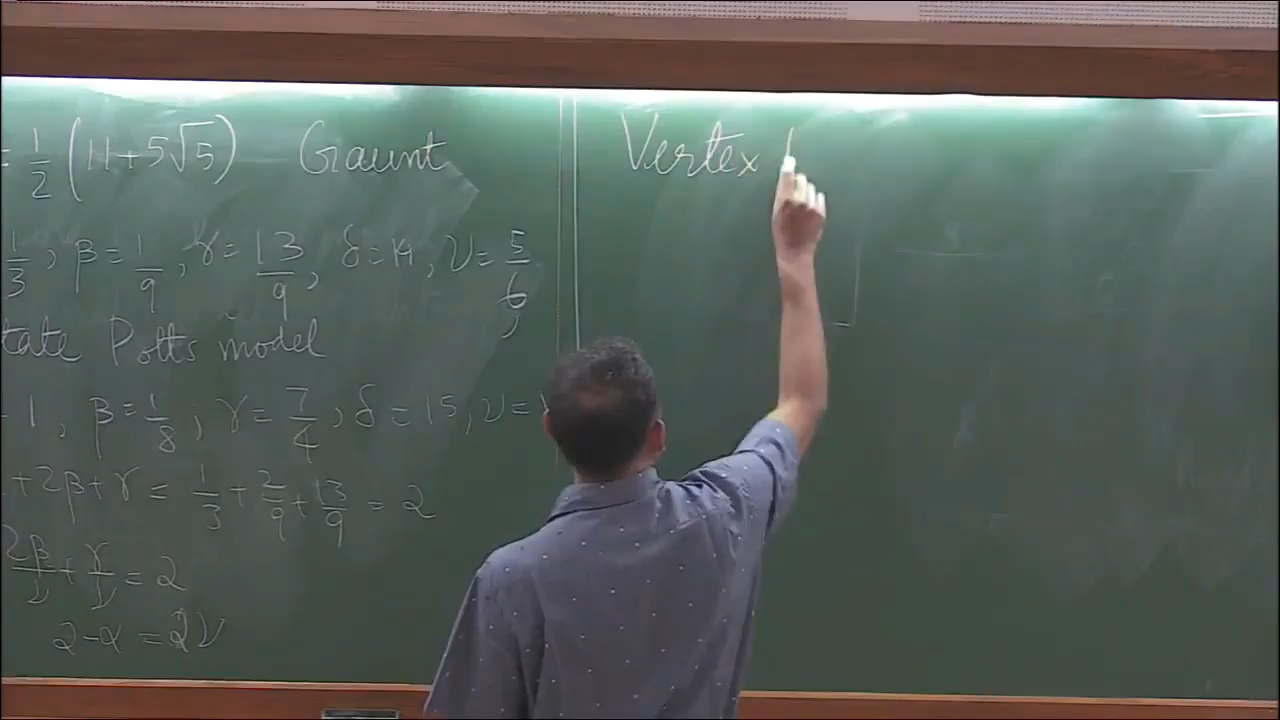 = 1/2 (11+5√5) Gaunt
1/3, β=1/9, γ=13/9, δ=14, ν=5/6,
tate Potts model
1, β=1/8, γ=7/4, δ=15, ν=
+2β+γ = 1/3+2/9+13/9 = 2
2β/ν+γ/ν=2
2-α=2ν
Vertex